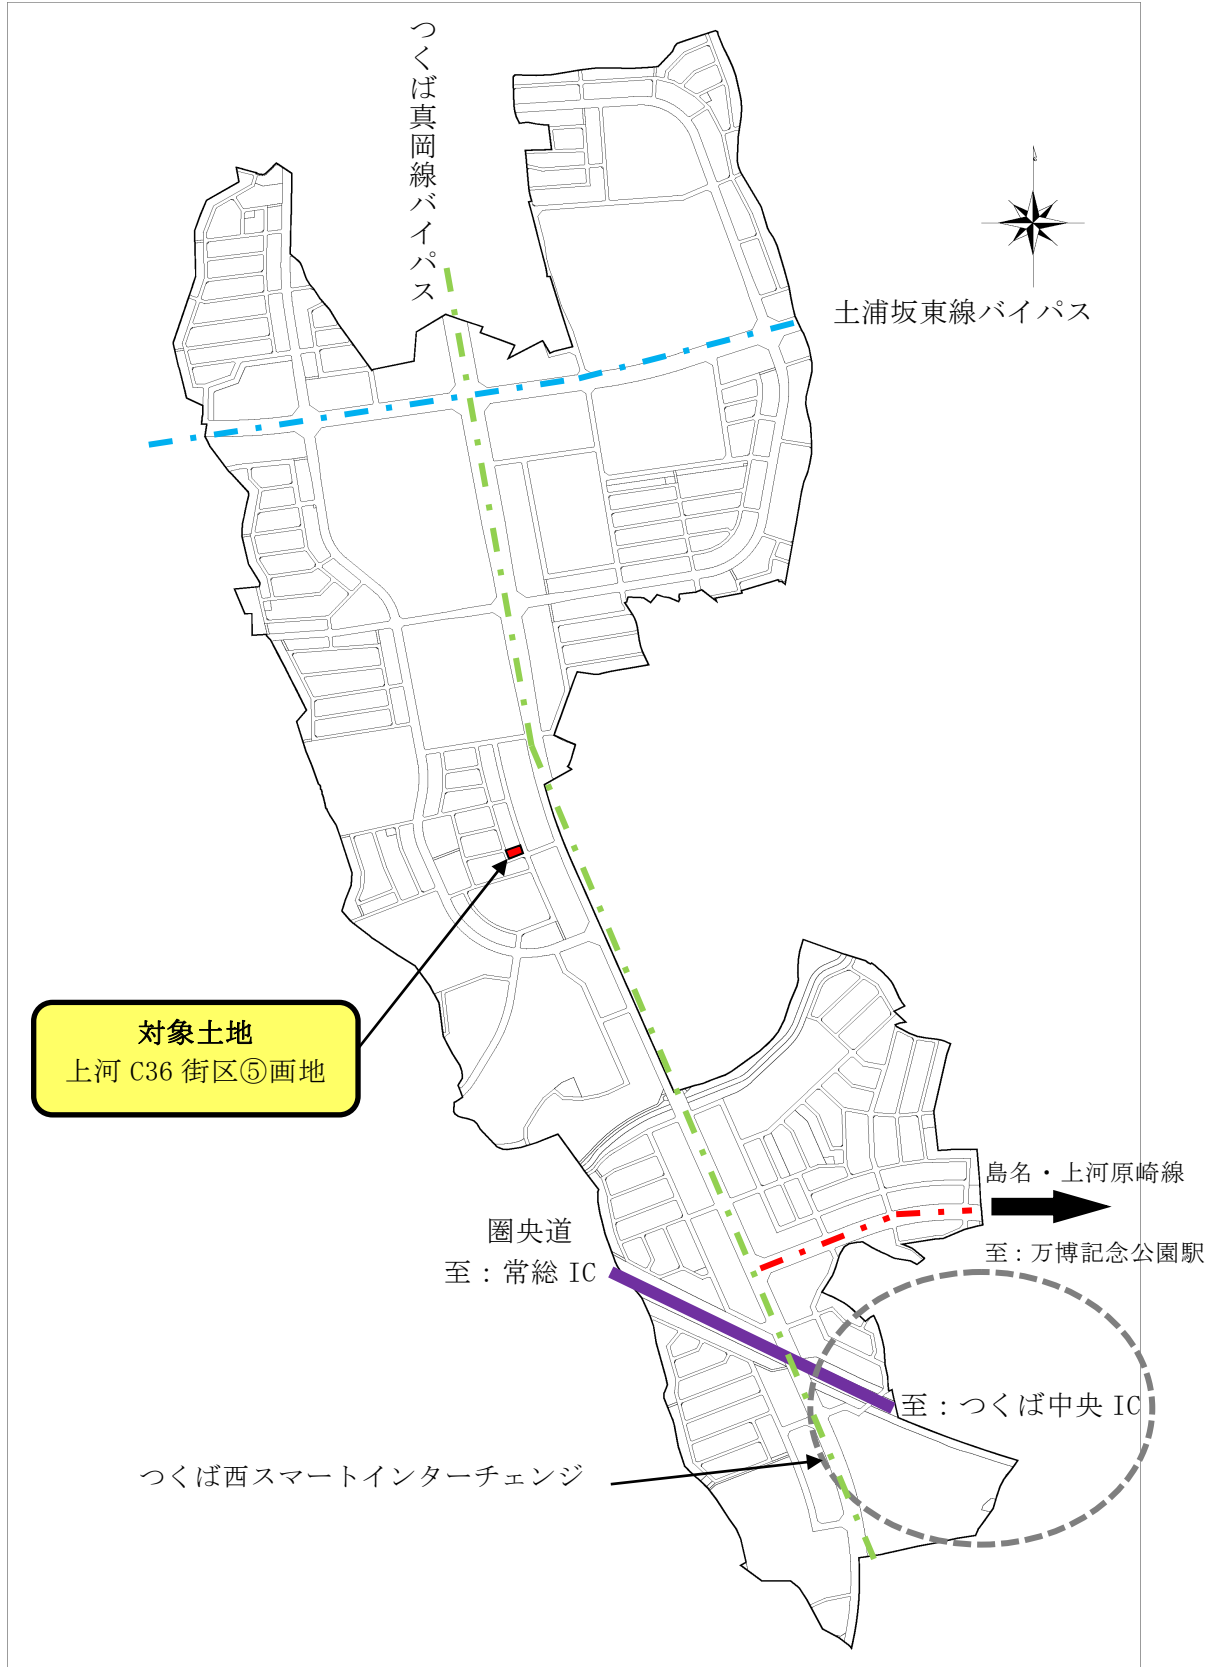 つくば真岡線バイパス
土浦坂東線バイパス
対象土地
上河 C36 街区⑤画地
島名・上河原崎線
至：万博記念公園駅
圏央道
至：常総 IC
至：つくば中央 IC
つくば西スマートインターチェンジ